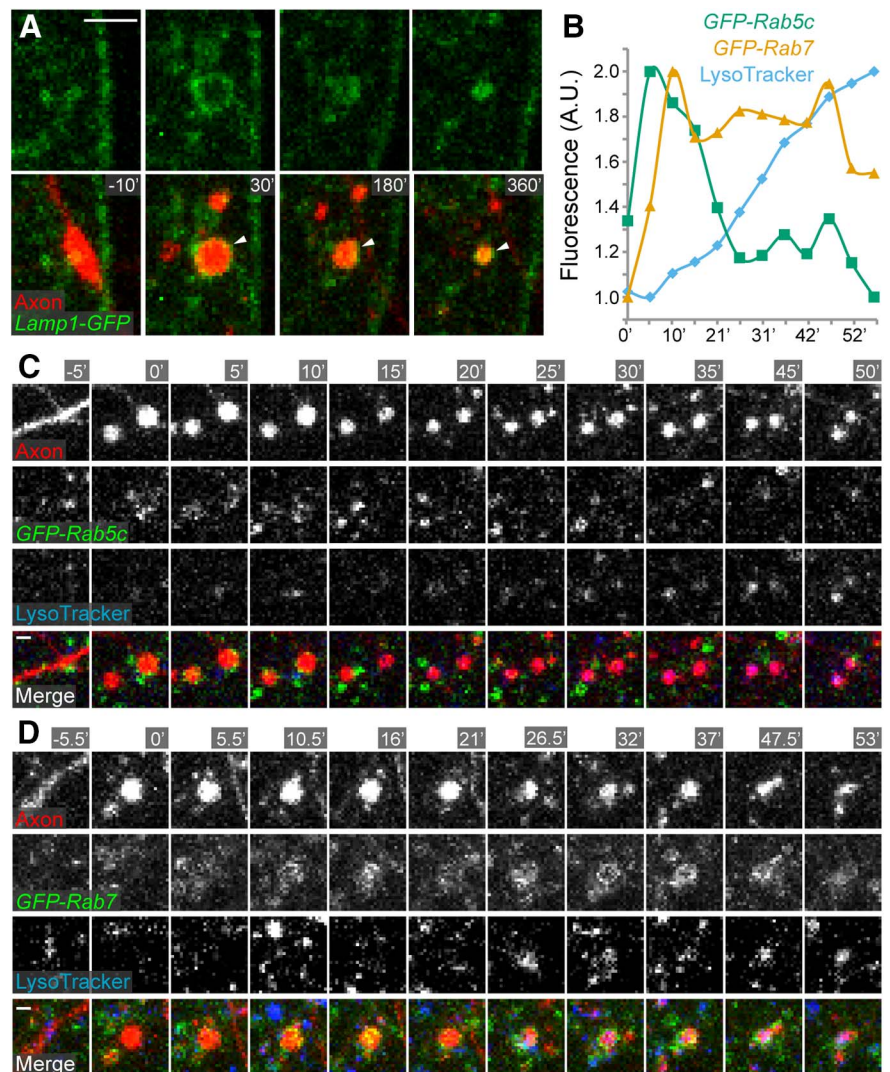 A
-10’ 30’ 180’ 360’
Axon
Lamp1-GFP
B
GFP-Rab5c
GFP-Rab7
LysoTracker
Fluorescence (A.U.)
2.0
1.8
1.6
1.4
1.2
1.0
0’ 10’ 21’ 31’ 42’ 52’
C
-5’ 0’ 5’ 10’ 15’ 20’ 25’ 30’ 35’ 45’ 50’
Axon
GFP-Rab5c
LysoTracker
Merge
D
-5.5’ 0’ 5.5’ 10.5’ 16’ 21’ 26.5’ 32’ 37’ 47.5’ 53’
Axon
GFP-Rab7
LysoTracker
Merge